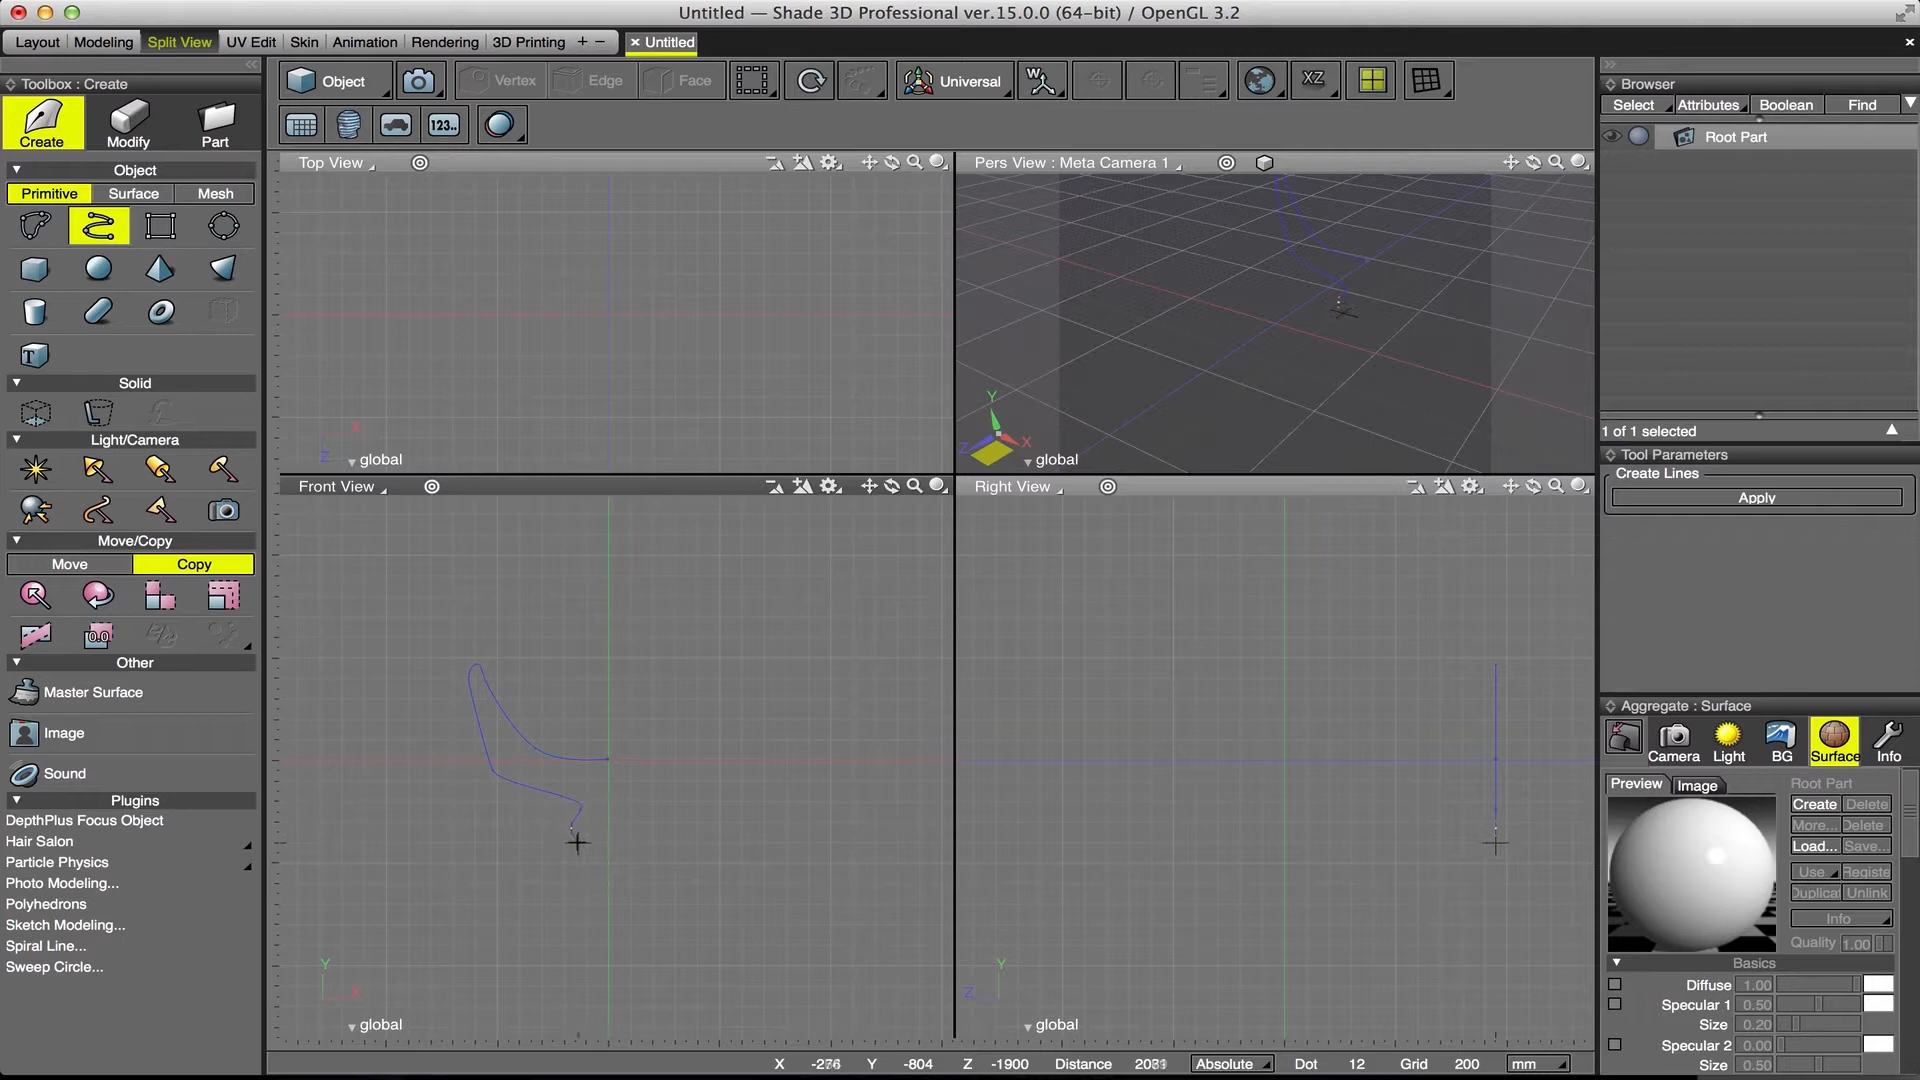 Untitled — Shade 3D Professional ver.15.0.0 (64-bit) / OpenGL 3.2
Layout Modeling Split View UV Edit Skin Animation Rendering 3D Printing + − × Untitled ×
Toolbox : Create
Create Modify Part
Object
Primitive Surface Mesh
T
Solid
Light/Camera
Move/Copy
Move Copy
0.0
Other
Master Surface
Image
Sound
Plugins
DepthPlus Focus Object
Hair Salon
Particle Physics
Photo Modeling...
Polyhedrons
Sketch Modeling...
Spiral Line...
Sweep Circle...
Object Vertex Edge Face Universal W XZ
123..
Top View
X
Z
global
Pers View : Meta Camera 1
Y
Z X
global
Front View
Y
X
global
Right View
Y
Z
global
X Y -804 Z -1900 Distance Absolute Dot 12 Grid 200 mm
Browser
Select Attributes Boolean Find
Root Part
1 of 1 selected
Tool Parameters
Create Lines
Apply
Aggregate : Surface
Camera Light BG Surface Info
Preview Image Root Part
Create Delete
More... Delete
Load... Save...
Use Registe
Duplicat Unlink
Info
Quality 1.00
Basics
Diffuse 1.00
Specular 1 0.50
Size 0.20
Specular 2 0.00
Size 0.50